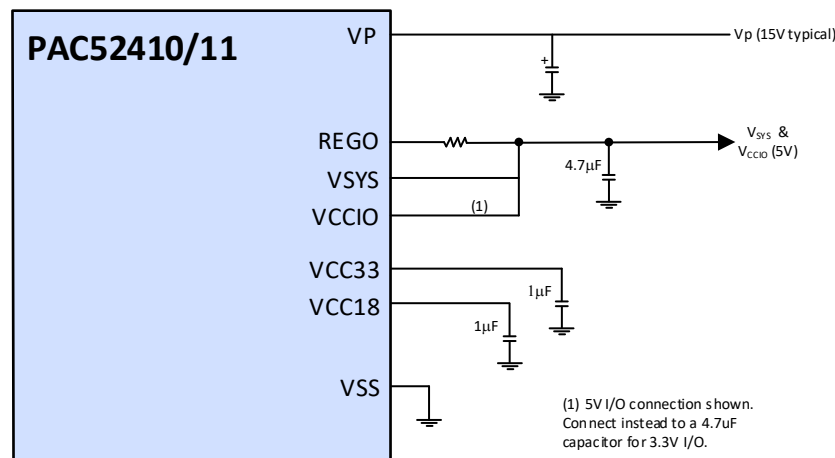 PAC52410/11
VP
Vp (15V typical)
+
REGO
VSYS &
VCCIO (5V)
VSYS
4.7μF
VCCIO
(1)
VCC33
1μF
VCC18
1μF
VSS
(1) 5V I/O connection shown.
Connect instead to a 4.7uF
capacitor for 3.3V I/O.